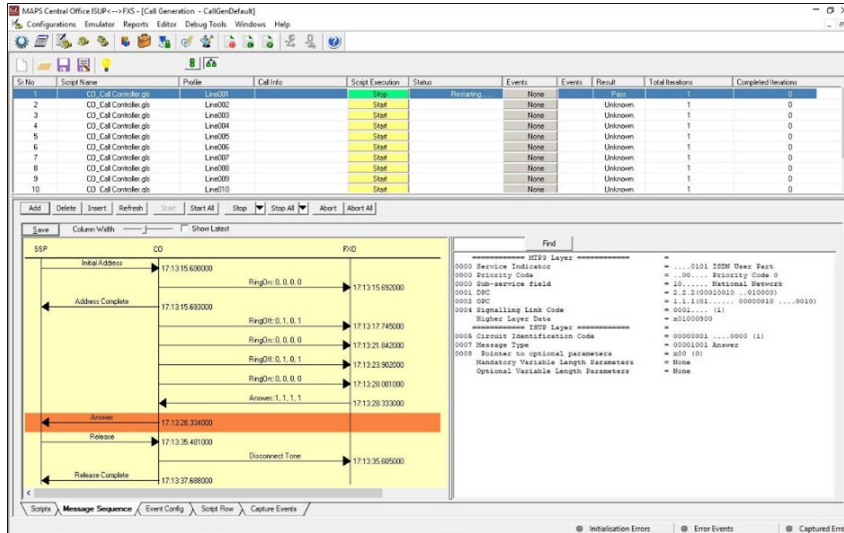 MAPS Central Office ISUP<-->FXS - [Call Generation - CallGenDefault]
Configurations Emulator Reports Editor Debug Tools Windows Help
Sr No Script Name Profile Call Info Script Execution Status Events Events Result Total Iterations Completed Iterations
1 CO_Call Controller.gls Line001 Stop Restarting...... None Pass 1 0
2 CO_Call Controller.gls Line002 Start None Unknown 1 0
3 CO_Call Controller.gls Line003 Start None Unknown 1 0
4 CO_Call Controller.gls Line004 Start None Unknown 1 0
5 CO_Call Controller.gls Line005 Start None Unknown 1 0
6 CO_Call Controller.gls Line006 Start None Unknown 1 0
7 CO_Call Controller.gls Line007 Start None Unknown 1 0
8 CO_Call Controller.gls Line008 Start None Unknown 1 0
9 CO_Call Controller.gls Line009 Start None Unknown 1 0
10 CO_Call Controller.gls Line010 Start None Unknown 1 0
Add Delete Insert Refresh Start Start All Stop Stop All Abort Abort All
Save Column Width Show Latest
SSP CO FXO
Initial Address 17:13:15.690000
RingOn: 0, 0, 0, 0 17:13:15.692000
Address Complete 17:13:15.693000
RingOff: 0, 1, 0, 1 17:13:17.745000
RingOn: 0, 0, 0, 0 17:13:21.842000
RingOff: 0, 1, 0, 1 17:13:23.902000
RingOn: 0, 0, 0, 0 17:13:28.001000
Answer: 1, 1, 1, 1 17:13:28.333000
Answer 17:13:28.334000
Release 17:13:35.481000
Disconnect Tone 17:13:35.605000
Release Complete 17:13:37.688000
Find
============ MTP3 Layer ============ =
0000 Service Indicator = ....0101 ISDN User Part
0000 Priority Code = ..00.... Priority Code 0
0000 Sub-service field = 10...... National Network
0001 DPC = 2.2.2(00010010 ..010000)
0002 OPC = 1.1.1(01...... 00000010 ....0010)
0004 Signalling Link Code = 0001.... (1)
Higher Layer Data = x01000900
============ ISUP Layer ============ =
0005 Circuit Identification Code = 00000001 ....0000 (1)
0007 Message Type = 00001001 Answer
0008 Pointer to optional parameters = x00 (0)
Mandatory Variable Length Parameters = None
Optional Variable Length Parameters = None
Scripts Message Sequence Event Config Script Flow Capture Events
Initialisation Errors Error Events Captured Erro